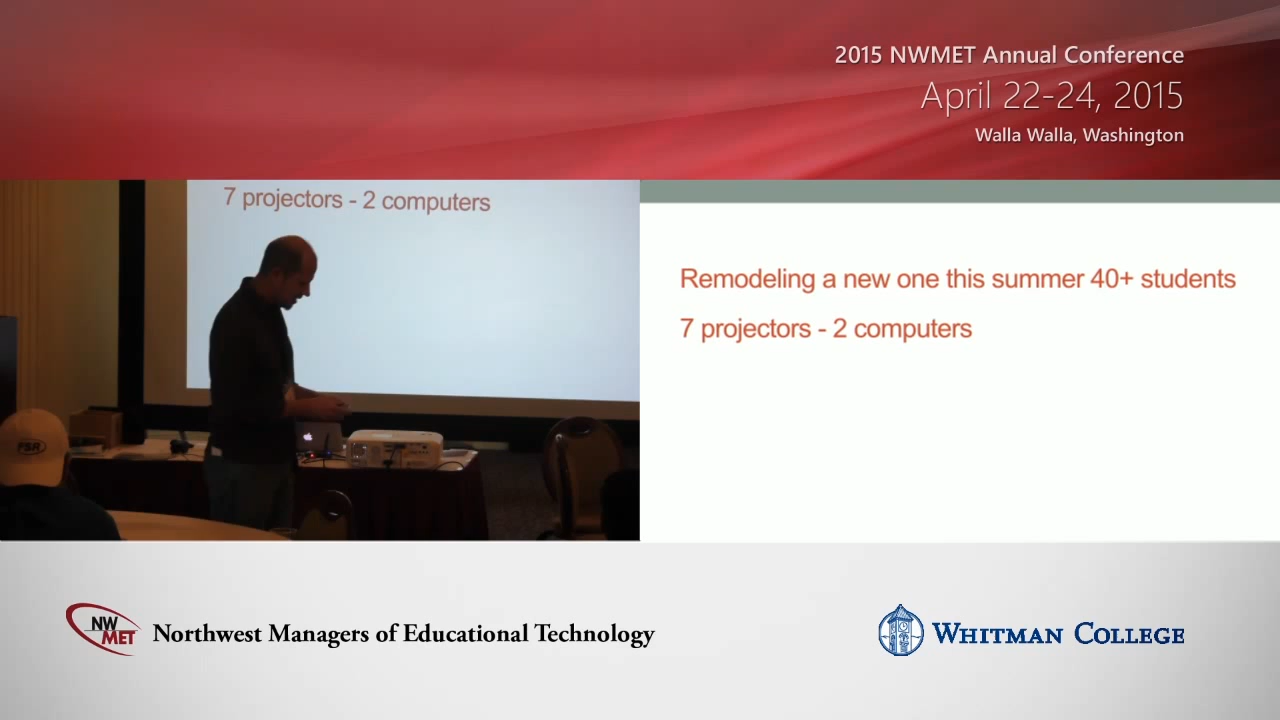 2015 NWMET Annual Conference
April 22-24, 2015
Walla Walla, Washington
7 projectors - 2 computers
Remodeling a new one this summer 40+ students
7 projectors - 2 computers
FSR
NW
MET
Northwest Managers of Educational Technology
WHITMAN COLLEGE